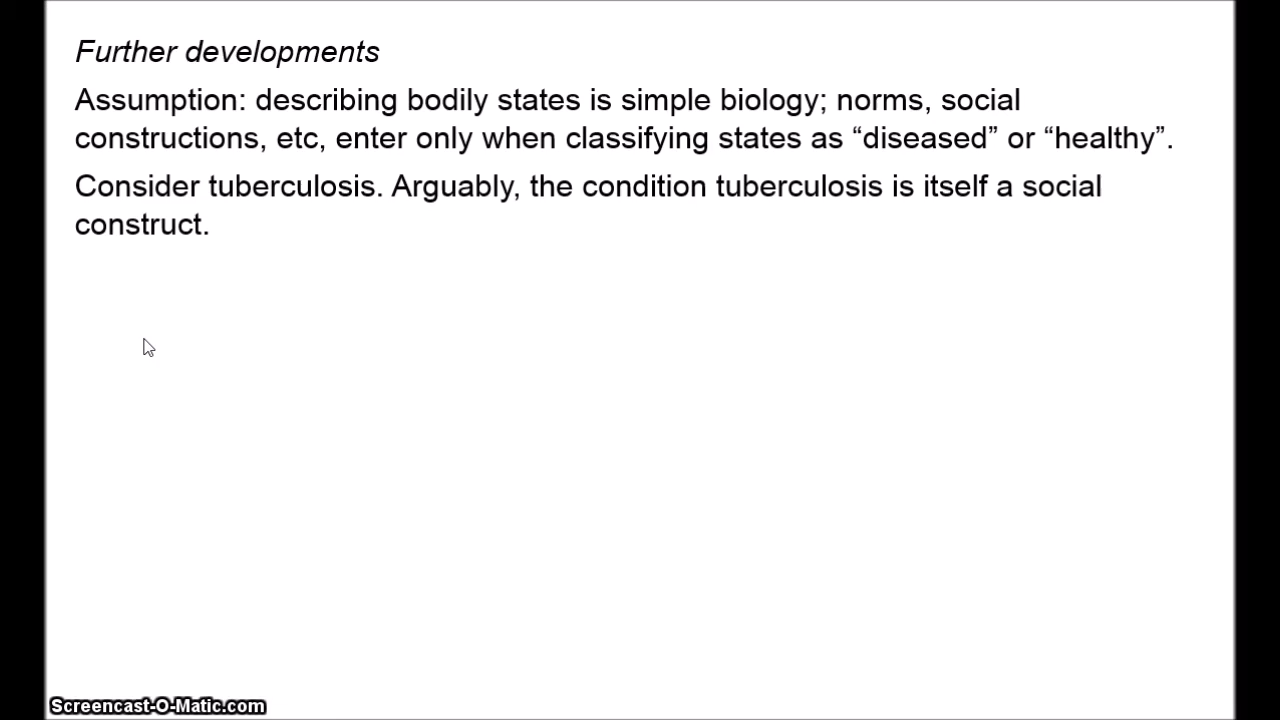 Further developments
Assumption: describing bodily states is simple biology; norms, social
constructions, etc, enter only when classifying states as “diseased” or “healthy”.
Consider tuberculosis. Arguably, the condition tuberculosis is itself a social
construct.
Screencast-O-Matic.com